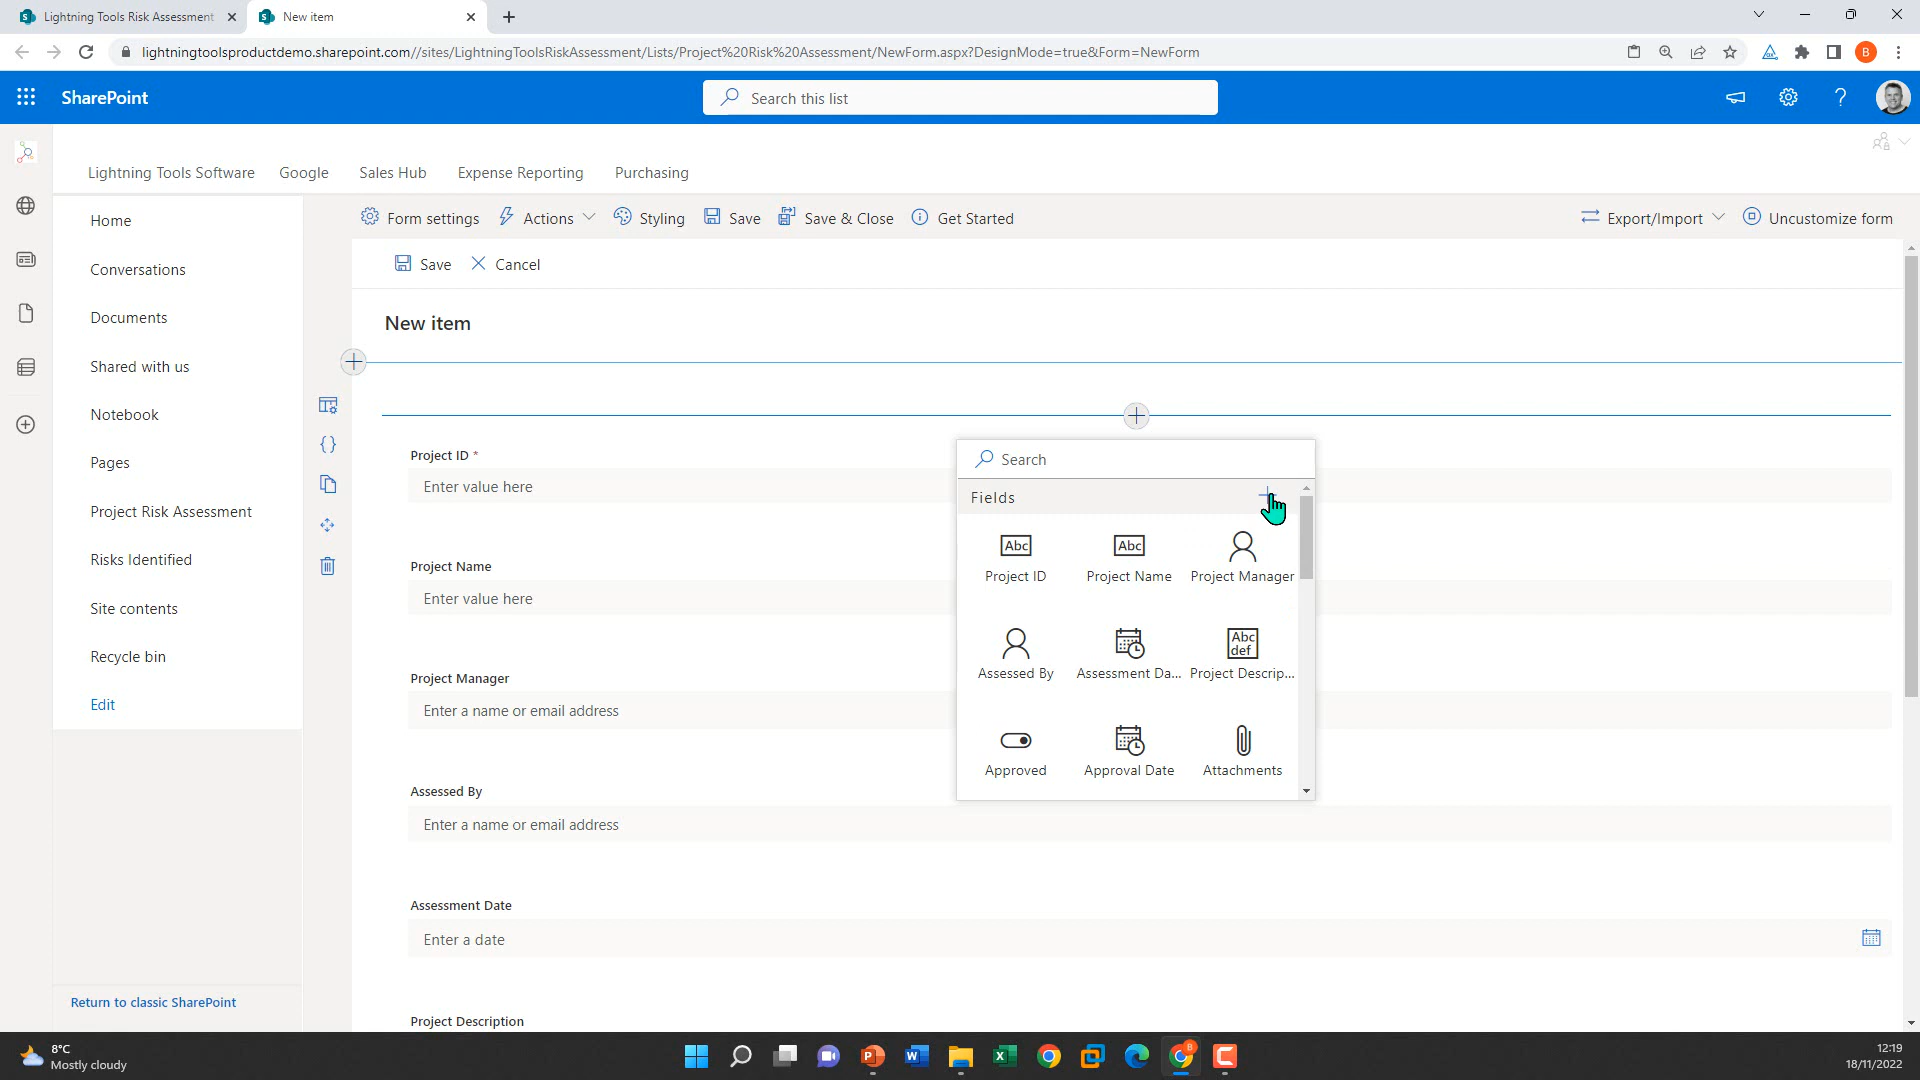 Lightning Tools Risk Assessment
New item
lightningtoolsproductdemo.sharepoint.com//sites/LightningToolsRiskAssessment/Lists/Project%20Risk%20Assessment/NewForm.aspx?DesignMode=true&Form=NewForm
B
SharePoint
Search this list
Lightning Tools Software
Google
Sales Hub
Expense Reporting
Purchasing
Home
Conversations
Documents
Shared with us
Notebook
Pages
Project Risk Assessment
Risks Identified
Site contents
Recycle bin
Edit
Return to classic SharePoint
Form settings
Actions
Styling
Save
Save & Close
Get Started
Export/Import
Uncustomize form
Save
Cancel
New item
Project ID *
Enter value here
Project Name
Enter value here
Project Manager
Enter a name or email address
Assessed By
Enter a name or email address
Assessment Date
Enter a date
Project Description
Search
Fields
Abc
Project ID
Abc
Project Name
Project Manager
Assessed By
Assessment Da...
Abc
def
Project Descrip...
Approved
Approval Date
Attachments
8°C
Mostly cloudy
12:19
18/11/2022